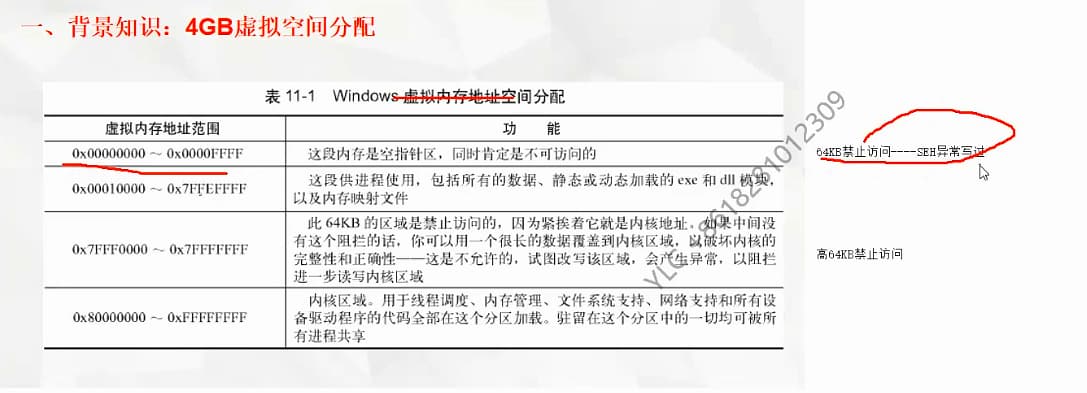 一、背景知识：4GB虚拟空间分配
表 11-1 Windows 虚拟内存地址空间分配
虚拟内存地址范围 功 能
0x00000000 ～ 0x0000FFFF 这段内存是空指针区，同时肯定是不可访问的
0x00010000 ～ 0x7FFEFFFF 这段供进程使用，包括所有的数据、静态或动态加载的 exe 和 dll 模块，
以及内存映射文件
此 64KB 的区域是禁止访问的，因为紧挨着它就是内核地址，如果中间没
有这个阻拦的话，你可以用一个很长的数据覆盖到内核区域，以破坏内核的
0x7FFF0000 ～ 0x7FFFFFFF 完整性和正确性——这是不允许的，试图改写该区域，会产生异常，以阻拦
进一步读写内核区域
内核区域。用于线程调度、内存管理、文件系统支持、网络支持和所有设
0x80000000 ～ 0xFFFFFFFF 备驱动程序的代码全部在这个分区加载。驻留在这个分区中的一切均可被所
有进程共享
64KB禁止访问----SEH异常写过
高64KB禁止访问